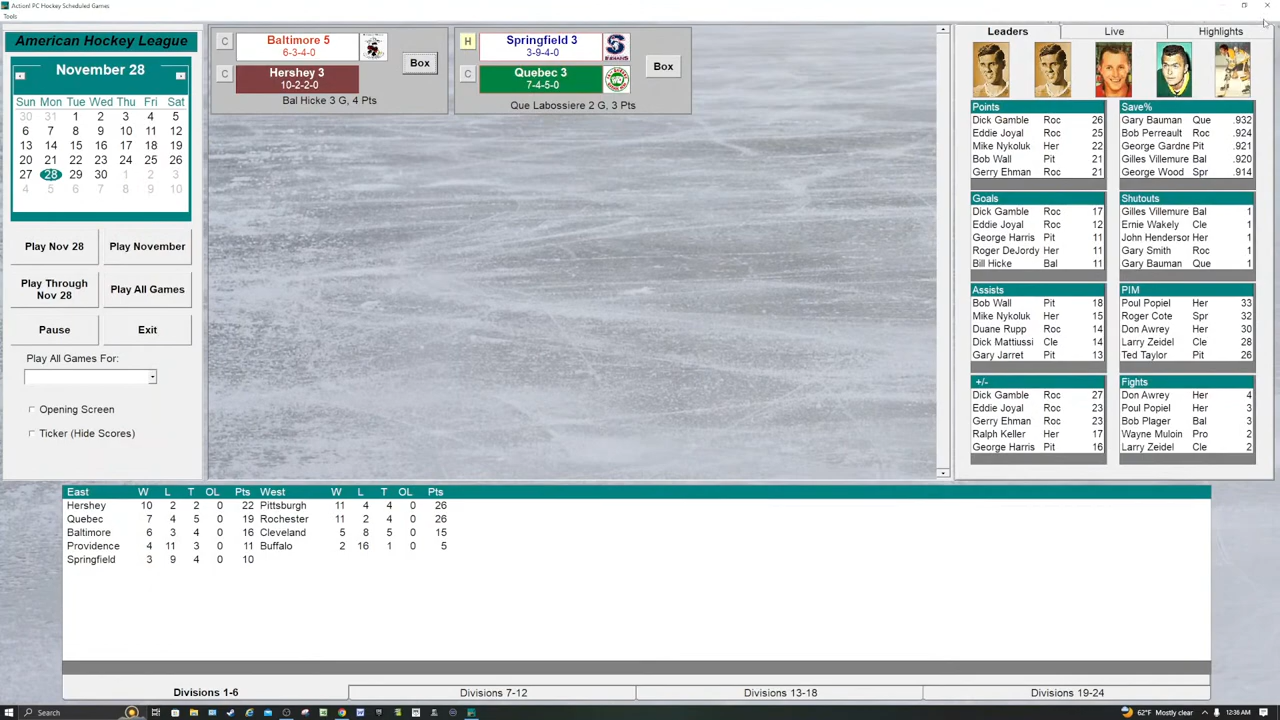 Action! PC Hockey Scheduled Games
Tools
American Hockey League
November 28
Sun Mon Tue Wed Thu Fri Sat
30 31 1 2 3 4 5
6 7 8 9 10 11 12
13 14 15 16 17 18 19
20 21 22 23 24 25 26
27 28 29 30 1 2 3
4 5 6 7 8 9 10
Play Nov 28
Play November
Play Through
Nov 28
Play All Games
Pause
Exit
Play All Games For:
Opening Screen
Ticker (Hide Scores)
C
Baltimore 5
6-3-4-0
C
Hershey 3
10-2-2-0
Box
Bal Hicke 3 G, 4 Pts
H
Springfield 3
3-9-4-0
C
Quebec 3
7-4-5-0
Box
Que Labossiere 2 G, 3 Pts
Leaders
Live
Highlights
Points
Dick Gamble Roc 26
Eddie Joyal Roc 25
Mike Nykoluk Her 22
Bob Wall Pit 21
Gerry Ehman Roc 21
Save%
Gary Bauman Que .932
Bob Perreault Roc .924
George Gardne Pit .921
Gilles Villemure Bal .920
George Wood Spr .914
Goals
Dick Gamble Roc 17
Eddie Joyal Roc 12
George Harris Pit 11
Roger DeJordy Her 11
Bill Hicke Bal 11
Shutouts
Gilles Villemure Bal 1
Ernie Wakely Cle 1
John Henderson Her 1
Gary Smith Roc 1
Gary Bauman Que 1
Assists
Bob Wall Pit 18
Mike Nykoluk Her 15
Duane Rupp Roc 14
Dick Mattiussi Cle 14
Gary Jarret Pit 13
PIM
Poul Popiel Her 33
Roger Cote Spr 32
Don Awrey Her 30
Larry Zeidel Cle 28
Ted Taylor Pit 26
+/-
Dick Gamble Roc 27
Eddie Joyal Roc 23
Gerry Ehman Roc 23
Ralph Keller Her 17
George Harris Pit 16
Fights
Don Awrey Her 4
Poul Popiel Her 3
Bob Plager Bal 3
Wayne Muloin Pro 2
Larry Zeidel Cle 2
East W L T OL Pts West W L T OL Pts
Hershey 10 2 2 0 22 Pittsburgh 11 4 4 0 26
Quebec 7 4 5 0 19 Rochester 11 2 4 0 26
Baltimore 6 3 4 0 16 Cleveland 5 8 5 0 15
Providence 4 11 3 0 11 Buffalo 2 16 1 0 5
Springfield 3 9 4 0 10
Divisions 1-6
Divisions 7-12
Divisions 13-18
Divisions 19-24
Search
62°F Mostly clear
12:36 AM